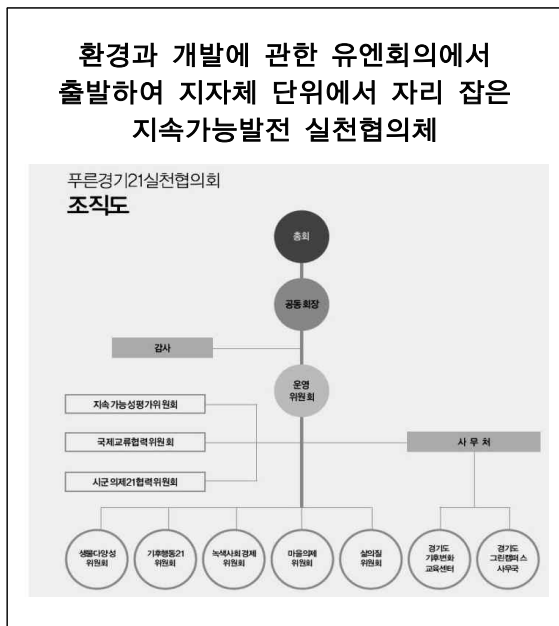 환경과 개발에 관한 유엔회의에서
출발하여 지자체 단위에서 자리 잡은
지속가능발전 실천협의체
푸른경기21실천협의회
조직도
총회
공동회장
감사
운영
위원회
지속가능성평가위원회
국제교류협력위원회
사무처
시군의제21협력위원회
생물다양성
위원회
기후행동21
위원회
녹색사회경제
위원회
마을의제
위원회
삶의질
위원회
경기도
기후변화
교육센터
경기도
그린캠퍼스
사무국